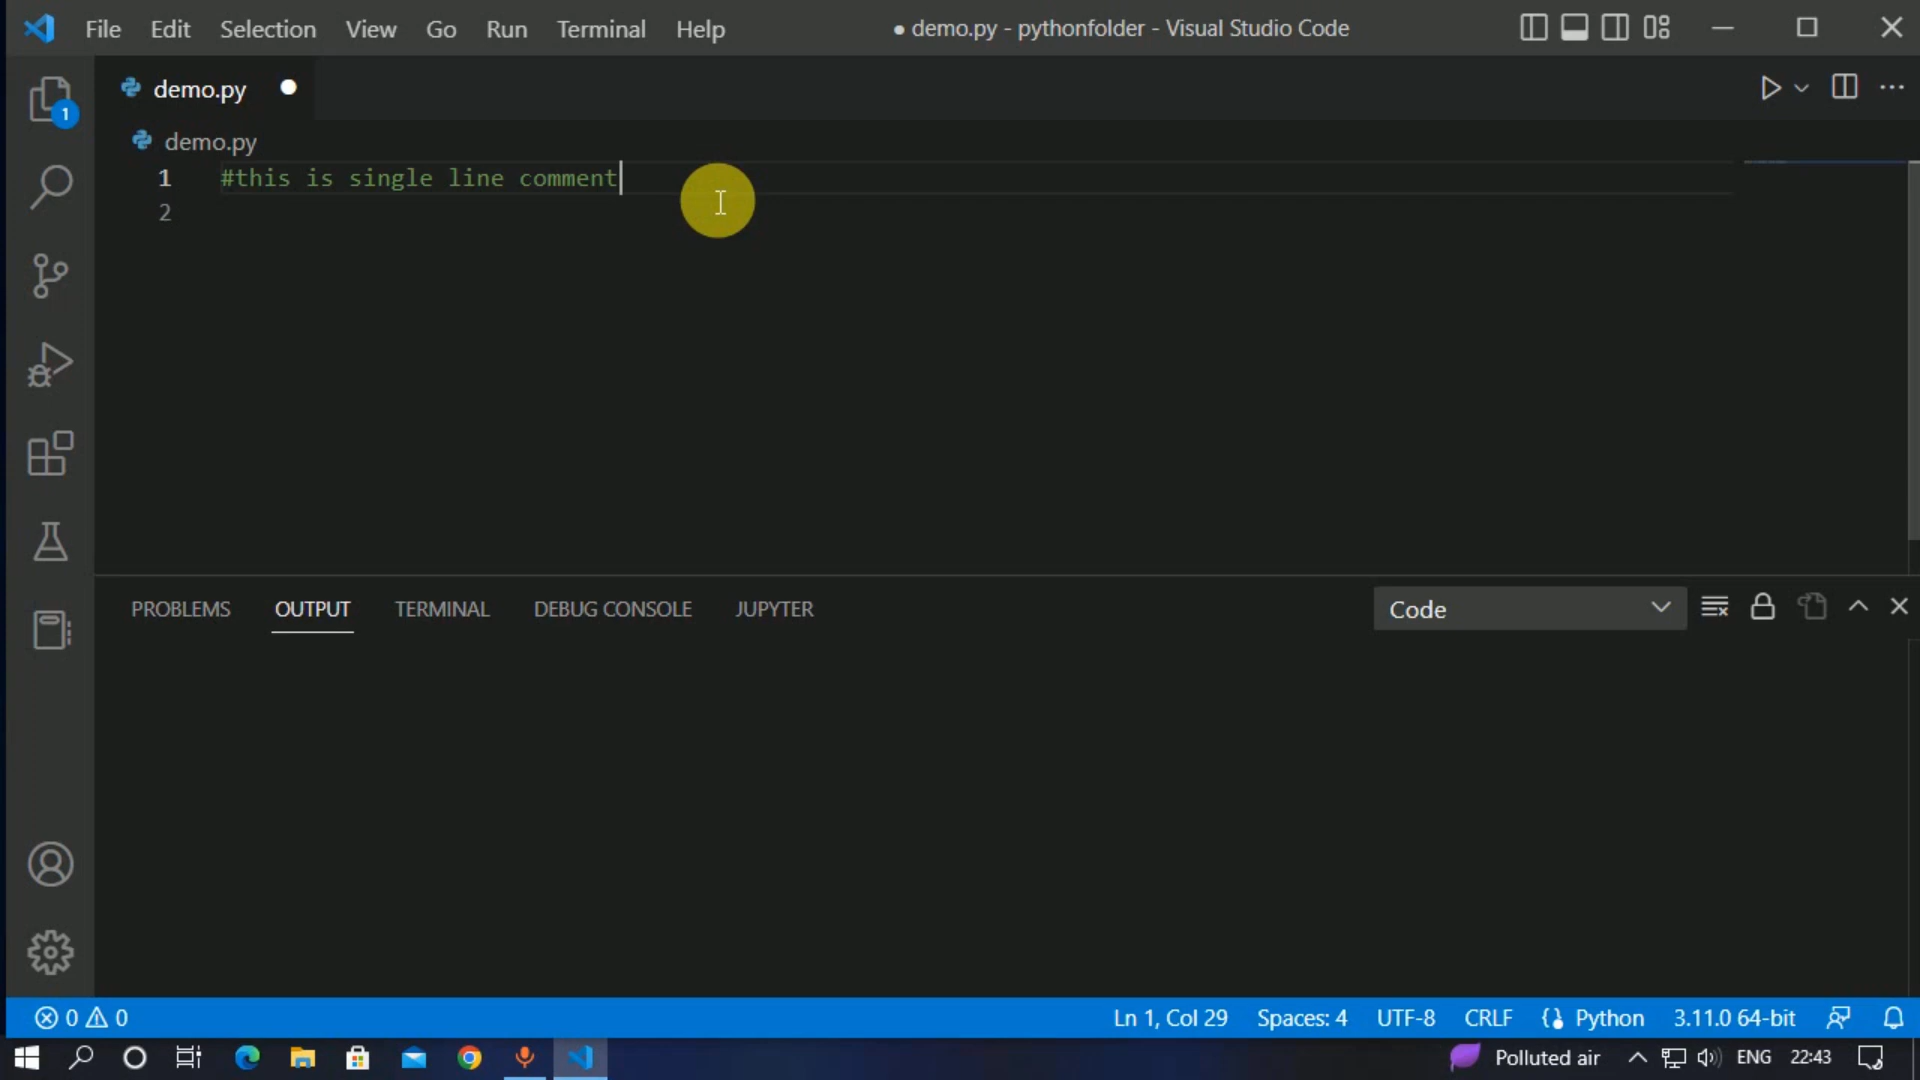 File Edit Selection View Go Run Terminal Help ● demo.py - pythonfolder - Visual Studio Code
1
demo.py
demo.py
1 #this is single line comment
2
PROBLEMS OUTPUT TERMINAL DEBUG CONSOLE JUPYTER Code
0 0 Ln 1, Col 29 Spaces: 4 UTF-8 CRLF Python 3.11.0 64-bit
Polluted air ENG 22:43